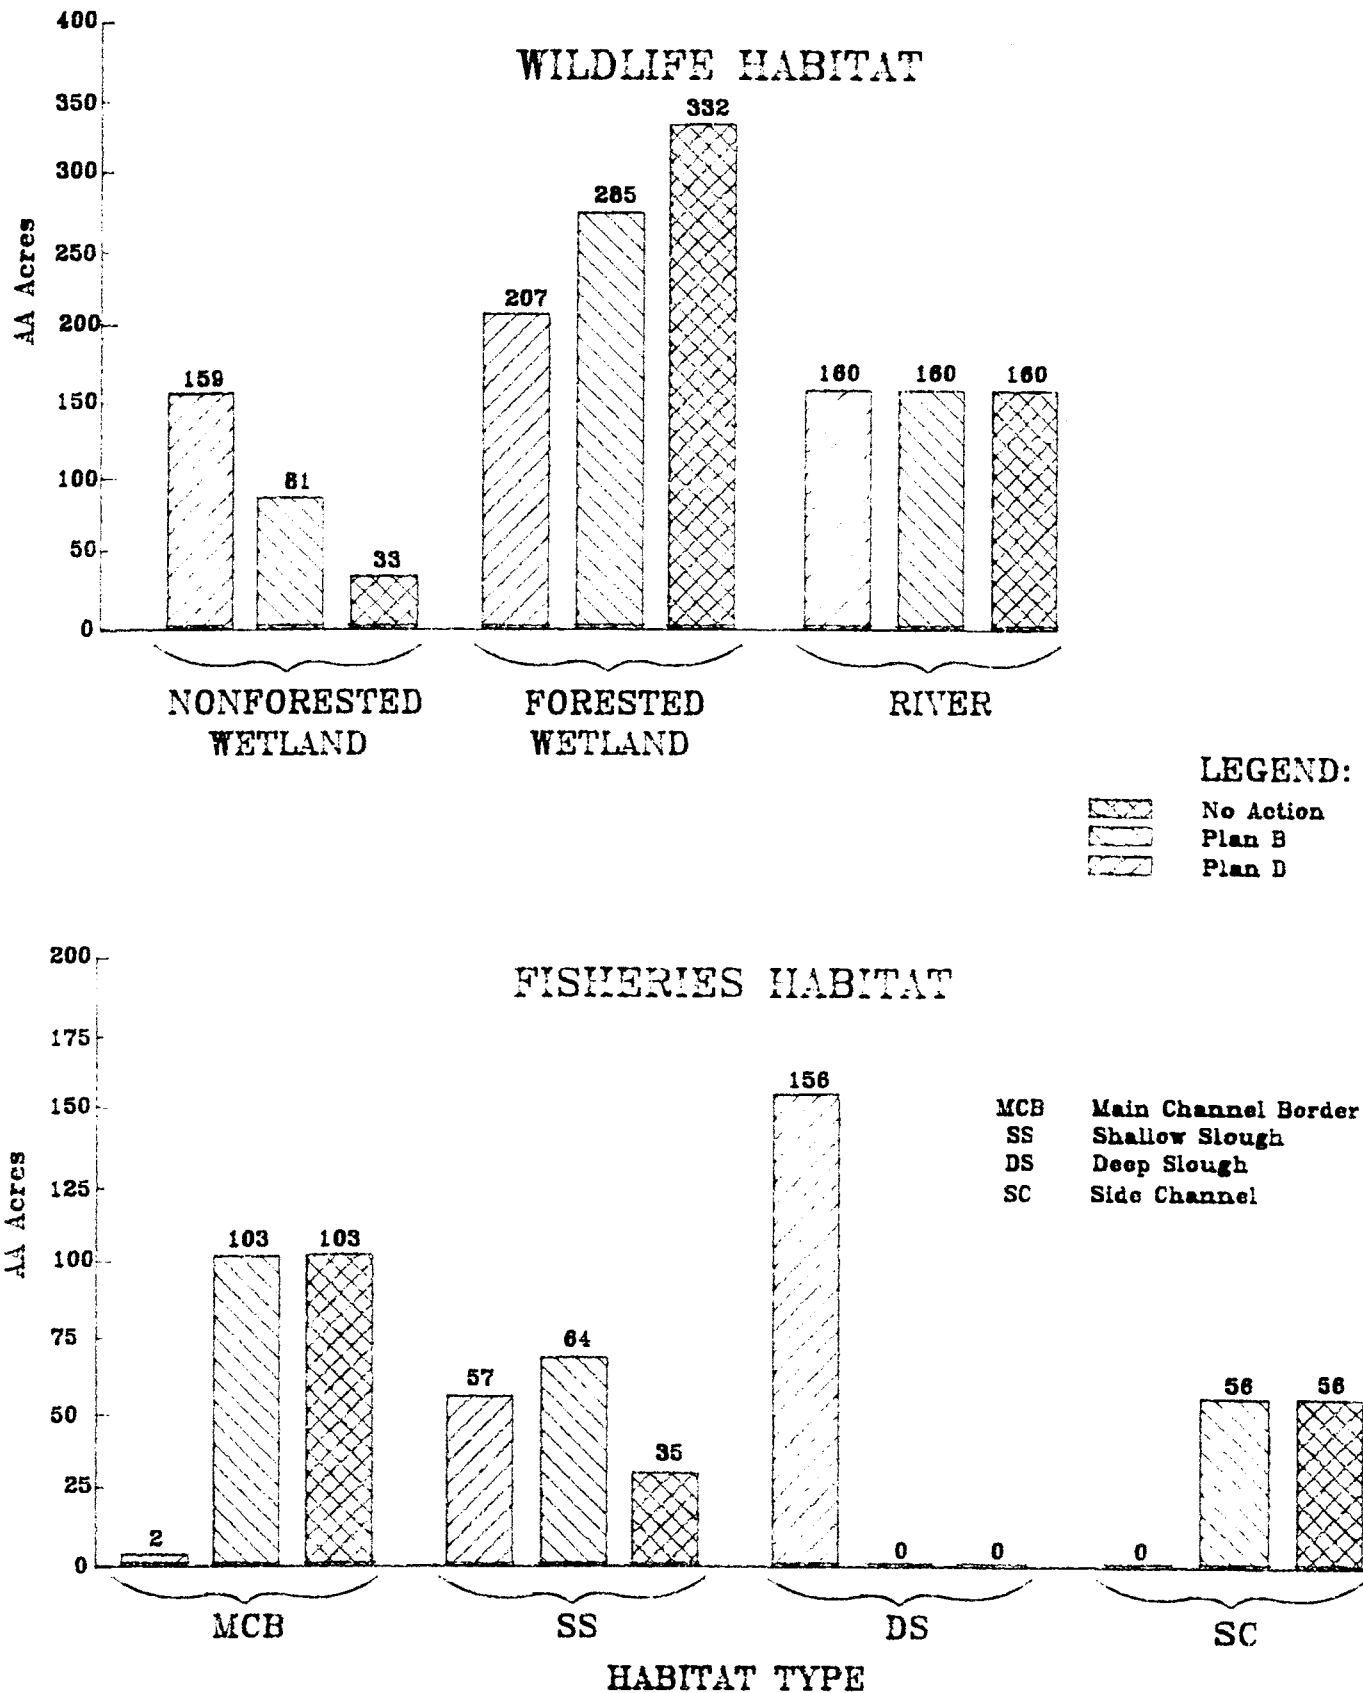 WILDLIFE HABITAT
AA Acres
400
350
300
250
200
150
100
50
0
159
81
33
207
285
332
160
160
160
NONFORESTED
WETLAND
FORESTED
WETLAND
RIVER
LEGEND:
No Action
Plan B
Plan D
FISHERIES HABITAT
AA Acres
200
175
150
125
100
75
50
25
0
2
103
103
57
64
35
156
0
0
0
56
56
MCB Main Channel Border
SS Shallow Slough
DS Deep Slough
SC Side Channel
MCB
SS
DS
SC
HABITAT TYPE